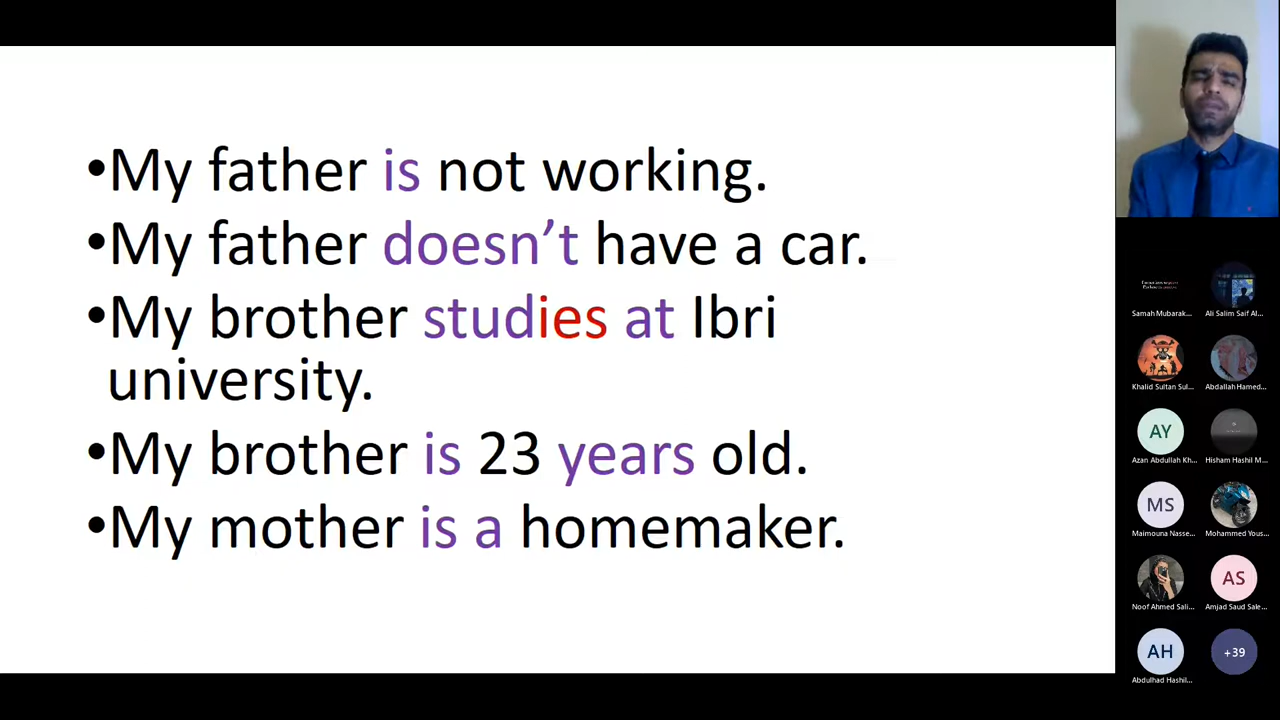 •My father is not working.
•My father doesn’t have a car.
•My brother studies at Ibri
university.
•My brother is 23 years old.
•My mother is a homemaker.
Samah Mubarak...
Ali Salim Saif Al...
Khalid Sultan Sul...
Abdallah Hamed...
AY
Azan Abdullah Kh...
Hisham Hashil M...
MS
Maimouna Nasse...
Mohammed Yous...
Noof Ahmed Sali...
AS
Amjad Saud Sale...
AH
Abdulhad Hashil...
+39